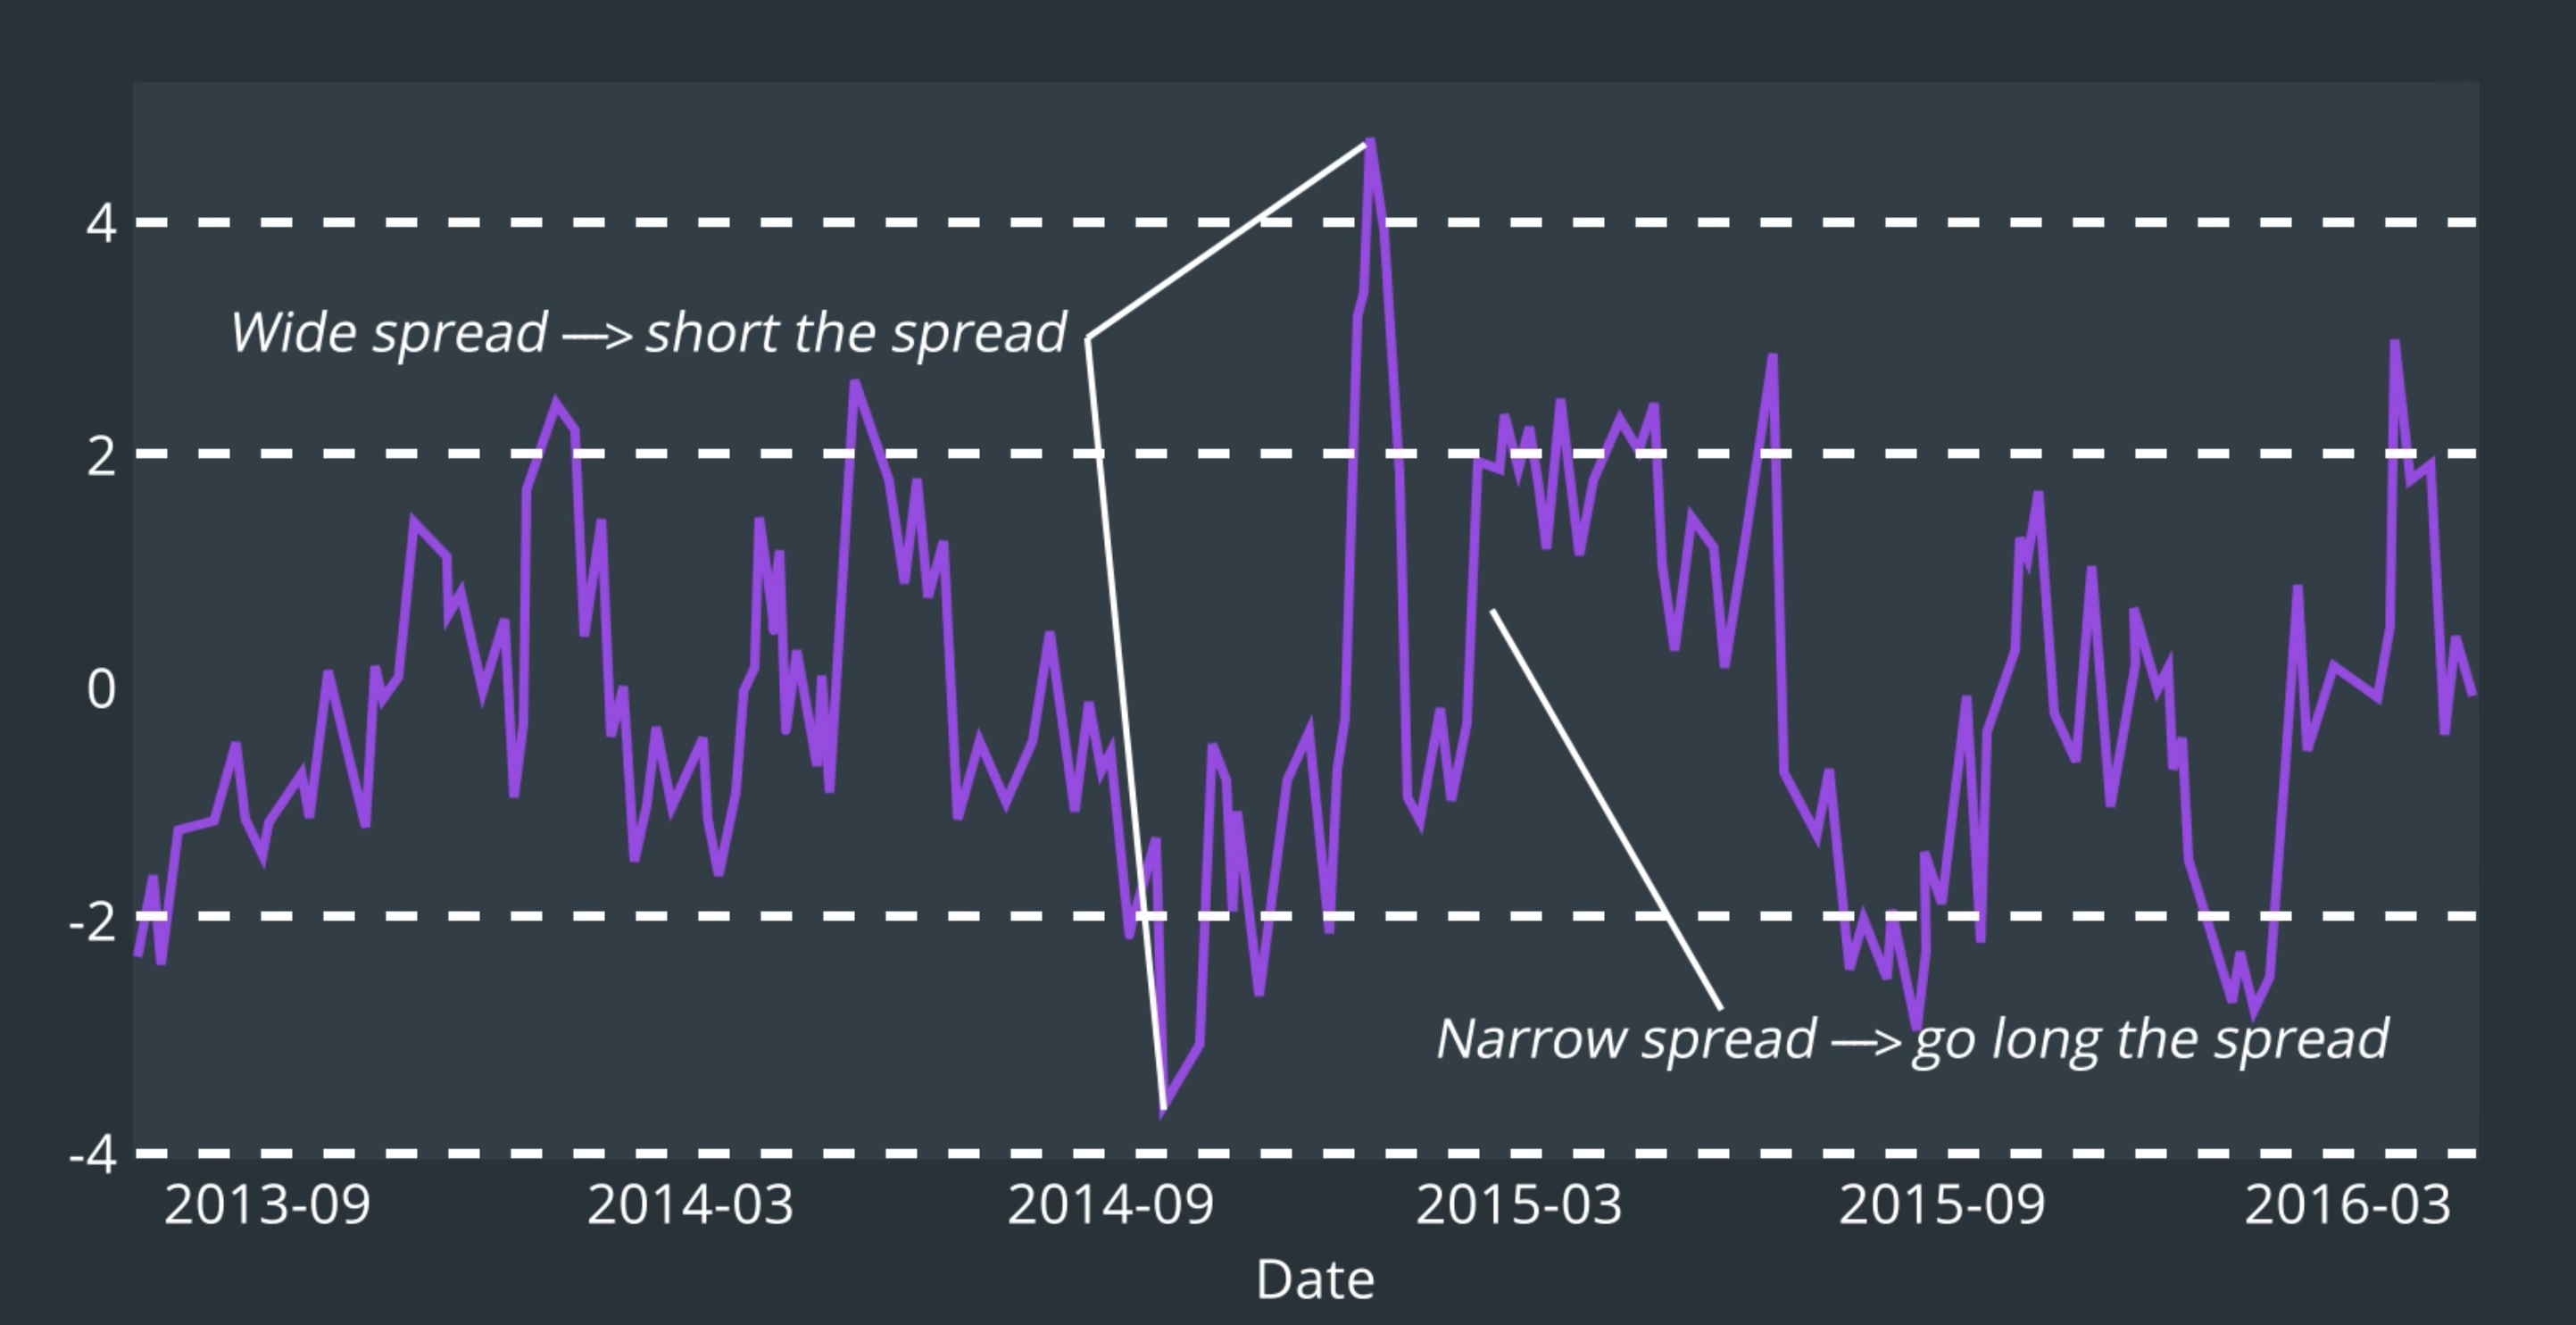 4
Wide spread —> short the spread
2
0
-2
Narrow spread —> go long the spread
-4
2013-09 2014-03 2014-09 2015-03 2015-09 2016-03
Date